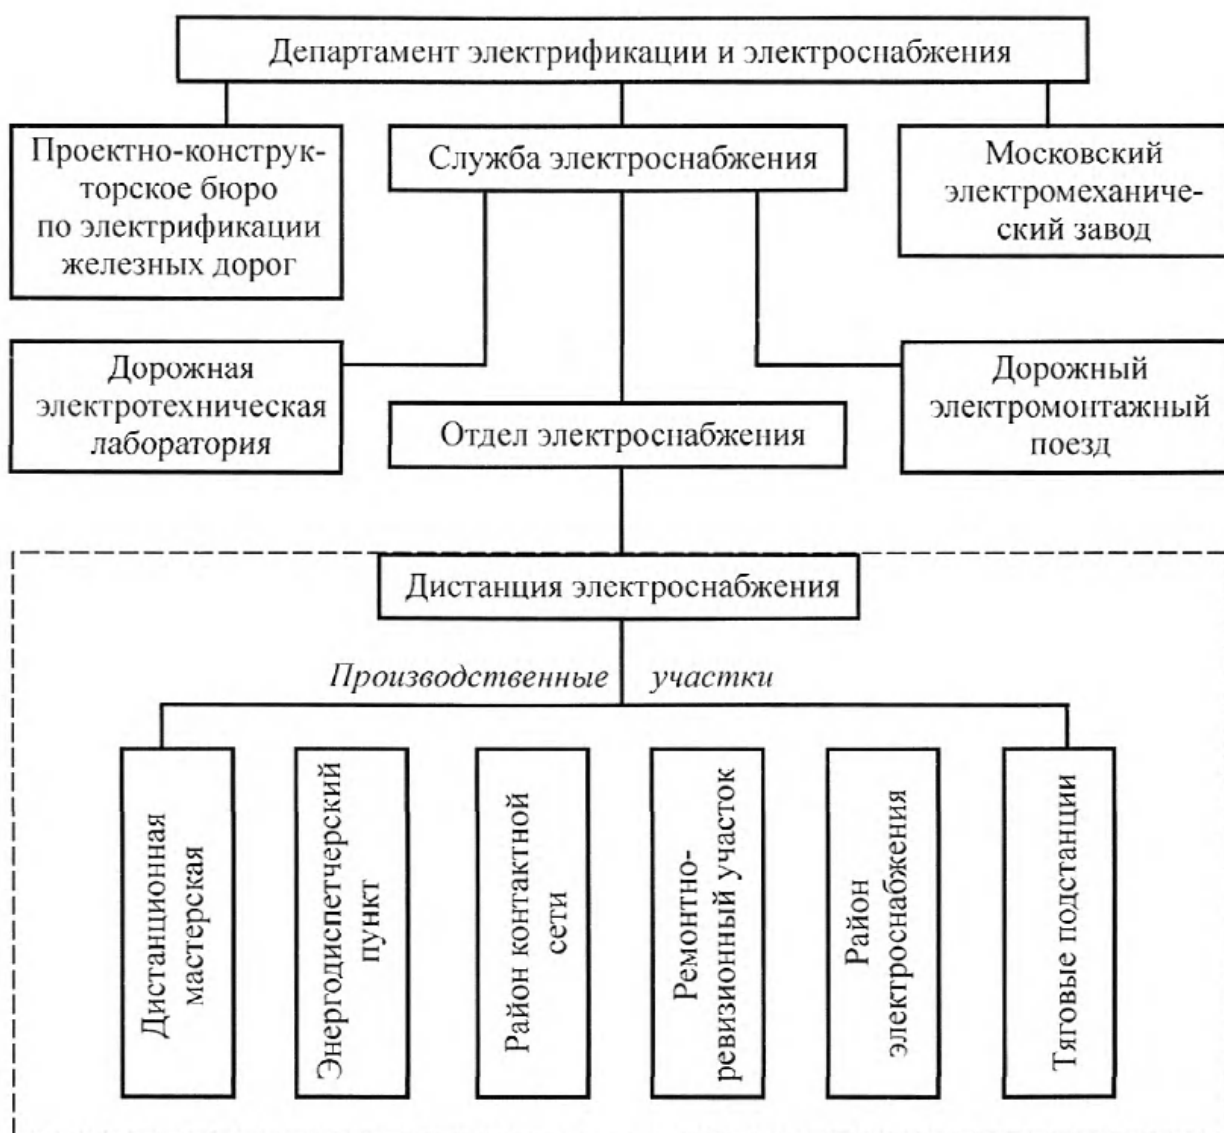 Департамент электрификации и электроснабжения
Проектно-конструк-
торское бюро
по электрификации
железных дорог
Служба электроснабжения
Московский
электромеханиче-
ский завод
Дорожная
электротехническая
лаборатория
Отдел электроснабжения
Дорожный
электромонтажный
поезд
Дистанция электроснабжения
Производственные участки
Дистанционная
мастерская
Энергодиспетчерский
пункт
Район контактной
сети
Ремонтно-
ревизионный участок
Район
электроснабжения
Тяговые подстанции